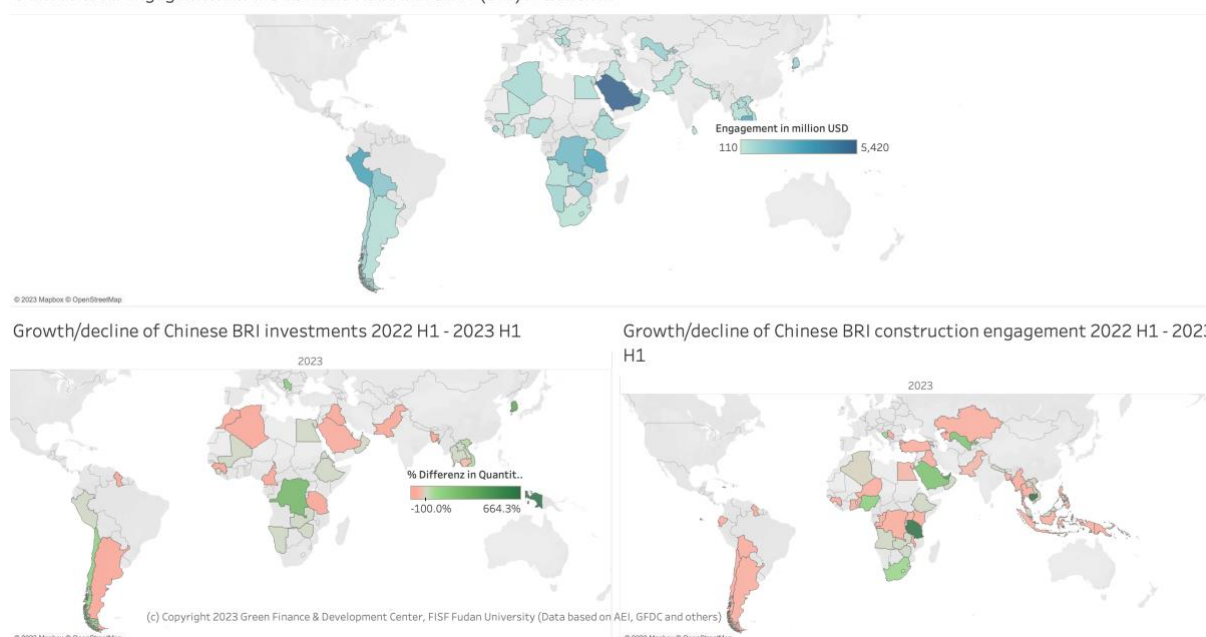 Engagement in million USD
110
5,420
© 2023 Mapbox © OpenStreetMap
Growth/decline of Chinese BRI investments 2022 H1 - 2023 H1
2023
% Differenz in Quantit..
-100.0%
664.3%
Growth/decline of Chinese BRI construction engagement 2022 H1 - 2023
H1
2023
(c) Copyright 2023 Green Finance & Development Center, FISF Fudan University (Data based on AEI, GFDC and others)